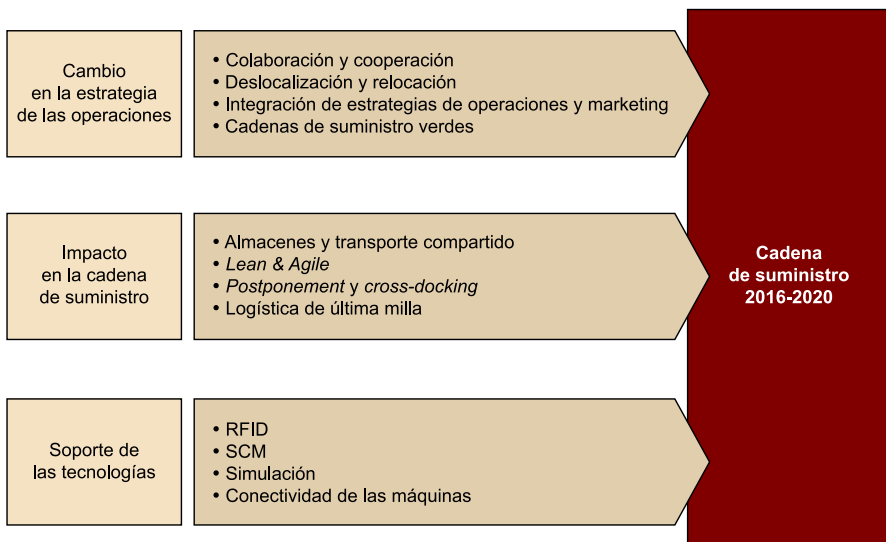 Cambio
en la estrategia
de las operaciones
• Colaboración y cooperación
• Deslocalización y relocación
• Integración de estrategias de operaciones y marketing
• Cadenas de suministro verdes
Impacto
en la cadena
de suministro
• Almacenes y transporte compartido
• Lean & Agile
• Postponement y cross-docking
• Logística de última milla
Soporte de
las tecnologías
• RFID
• SCM
• Simulación
• Conectividad de las máquinas
Cadena
de suministro
2016-2020